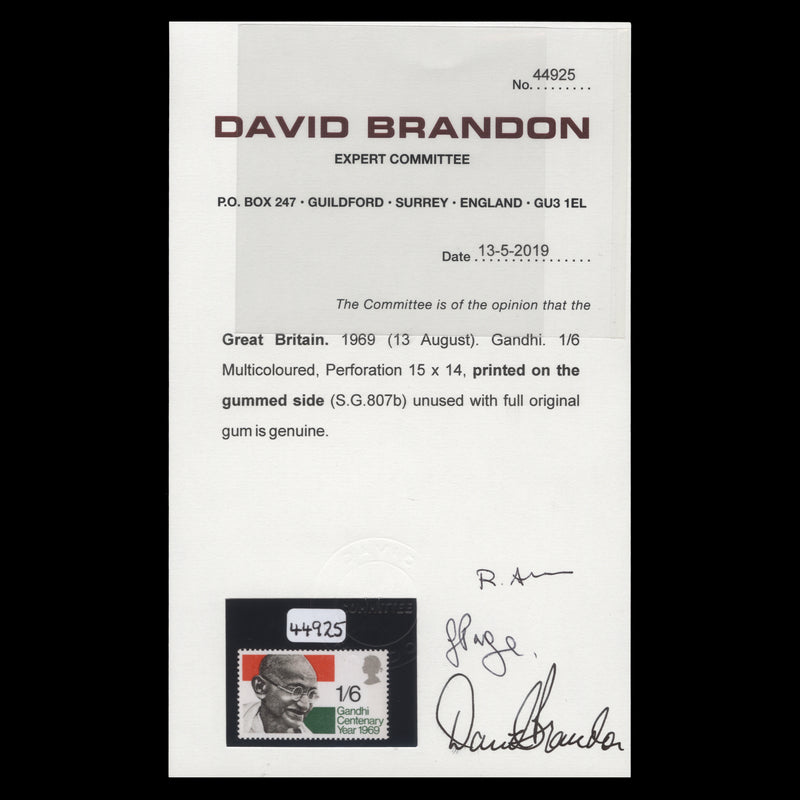 No. 44925
DAVID BRANDON
EXPERT COMMITTEE
P.O. BOX 247 · GUILDFORD · SURREY · ENGLAND · GU3 1EL
Date 13-5-2019
The Committee is of the opinion that the
Great Britain. 1969 (13 August). Gandhi. 1/6
Multicoloured, Perforation 15 x 14, printed on the
gummed side (S.G.807b) unused with full original
gum is genuine.
COMMITTEE
R.
44925
1/6
Gandhi
Centenary
Year 1969
David Brandon